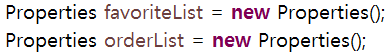 Properties favoriteList = new Properties();
Properties orderList = new Properties();